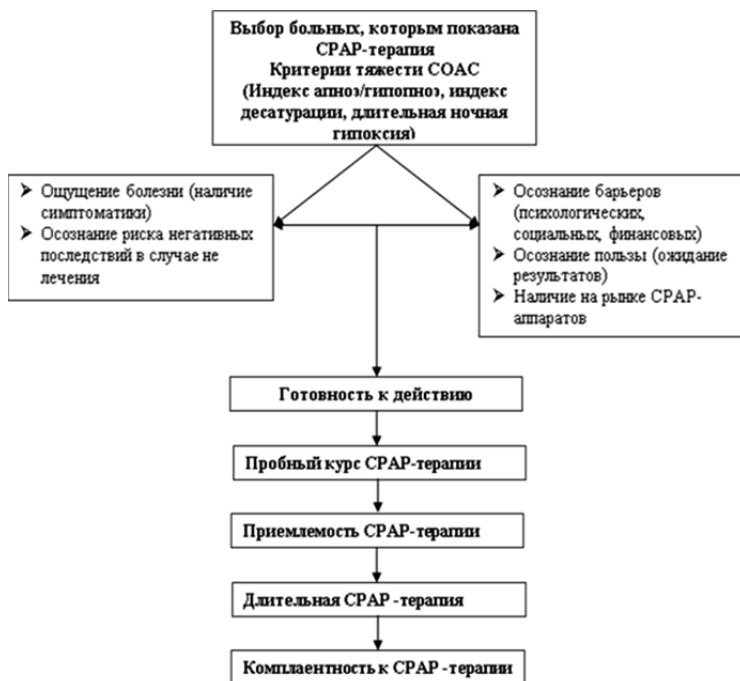 Выбор больных, которым показана
CPAP-терапия
Критерии тяжести СОАС
(Индекс апноэ/гипопноэ, индекс
десатурации, длительная ночная
гипоксия)
➤ Ощущение болезни (наличие
симптоматики)
➤ Осознание риска негативных
последствий в случае не
лечения
➤ Осознание барьеров
(психологических,
социальных, финансовых)
➤ Осознание пользы (ожидание
результатов)
➤ Наличие на рынке CPAP-
аппаратов
Готовность к действию
Пробный курс CPAP-терапии
Приемлемость CPAP-терапии
Длительная CPAP -терапия
Комплаентность к CPAP -терапии